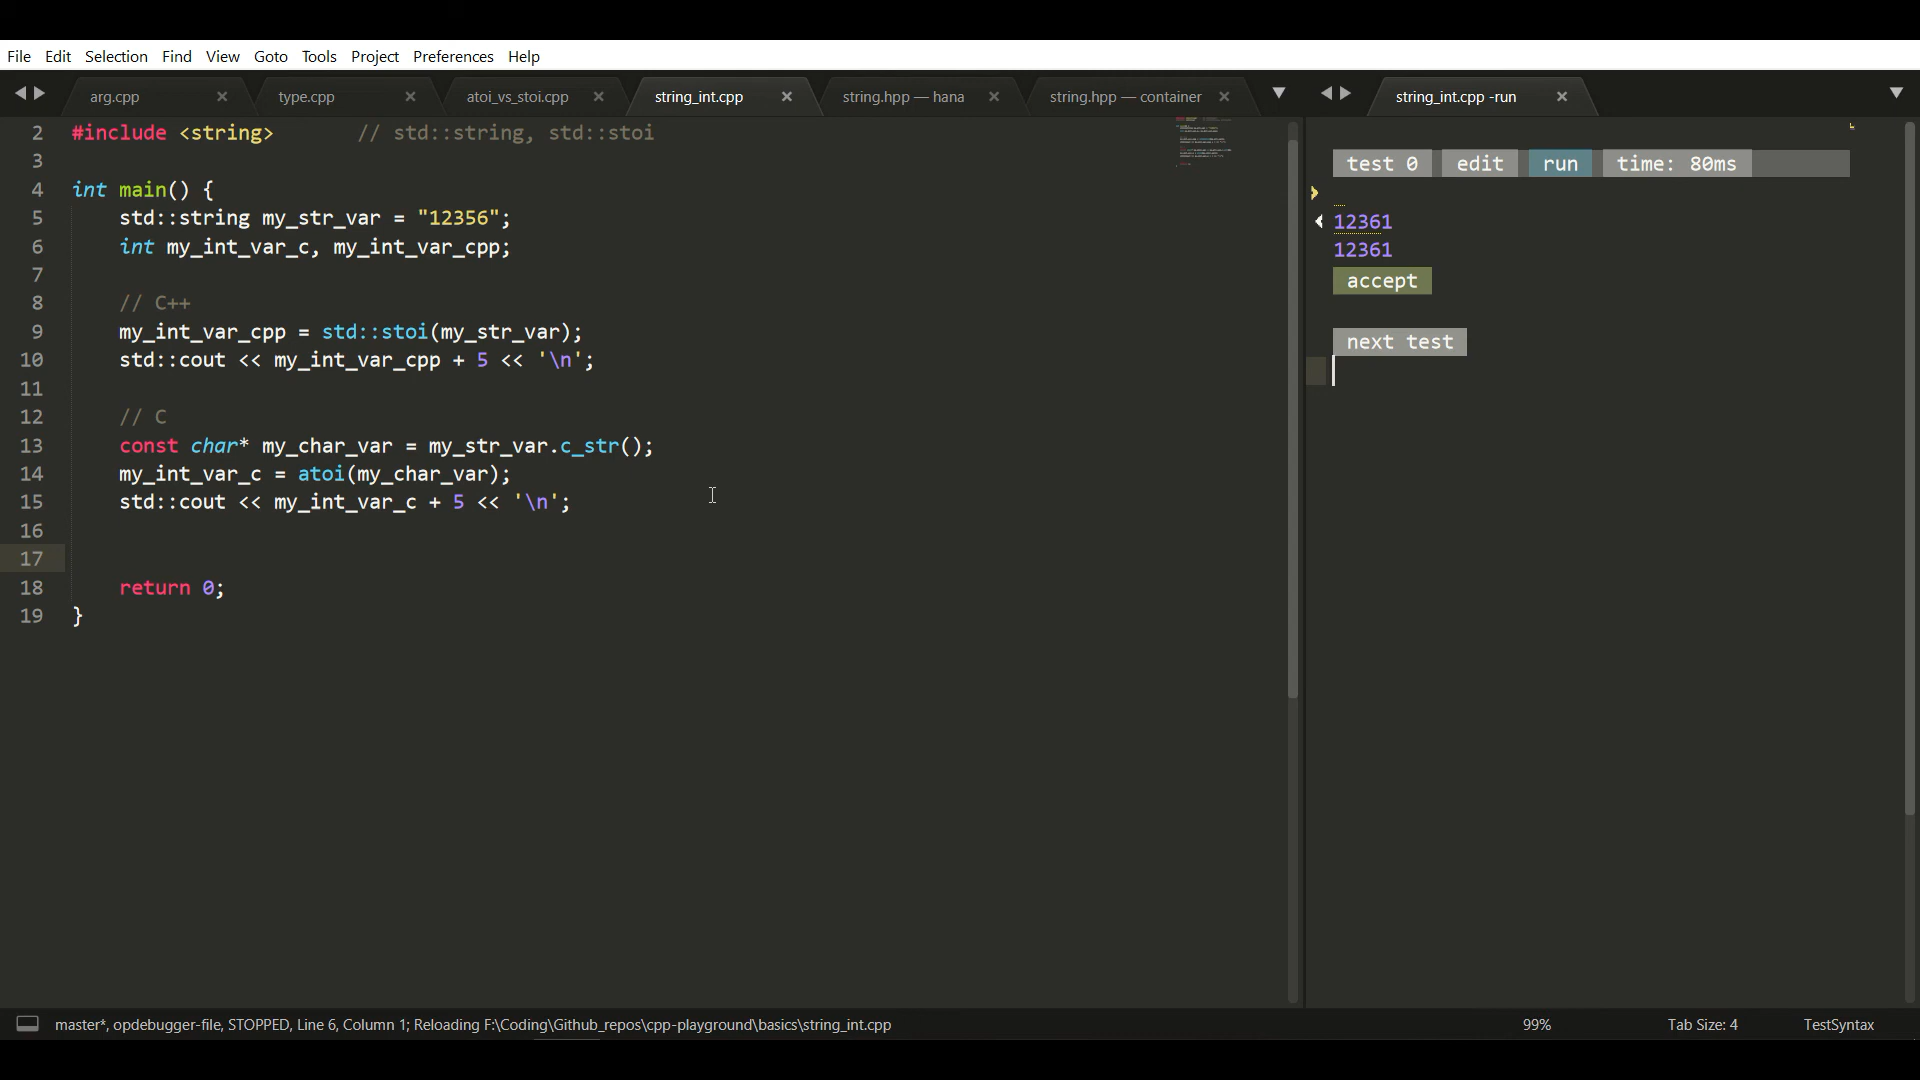 File Edit Selection Find View Goto Tools Project Preferences Help
arg.cpp type.cpp atoi_vs_stoi.cpp string_int.cpp string.hpp — hana string.hpp — container string_int.cpp -run
2 #include <string> // std::string, std::stoi
3
4 int main() {
5 std::string my_str_var = "12356";
6 int my_int_var_c, my_int_var_cpp;
7
8 // C++
9 my_int_var_cpp = std::stoi(my_str_var);
10 std::cout << my_int_var_cpp + 5 << '\n';
11
12 // C
13 const char* my_char_var = my_str_var.c_str();
14 my_int_var_c = atoi(my_char_var);
15 std::cout << my_int_var_c + 5 << '\n';
16
17
18 return 0;
19 }
test 0 edit run time: 80ms
12361
12361
accept
next test
master*, opdebugger-file, STOPPED, Line 6, Column 1; Reloading F:\Coding\Github_repos\cpp-playground\basics\string_int.cpp 99% Tab Size: 4 TestSyntax